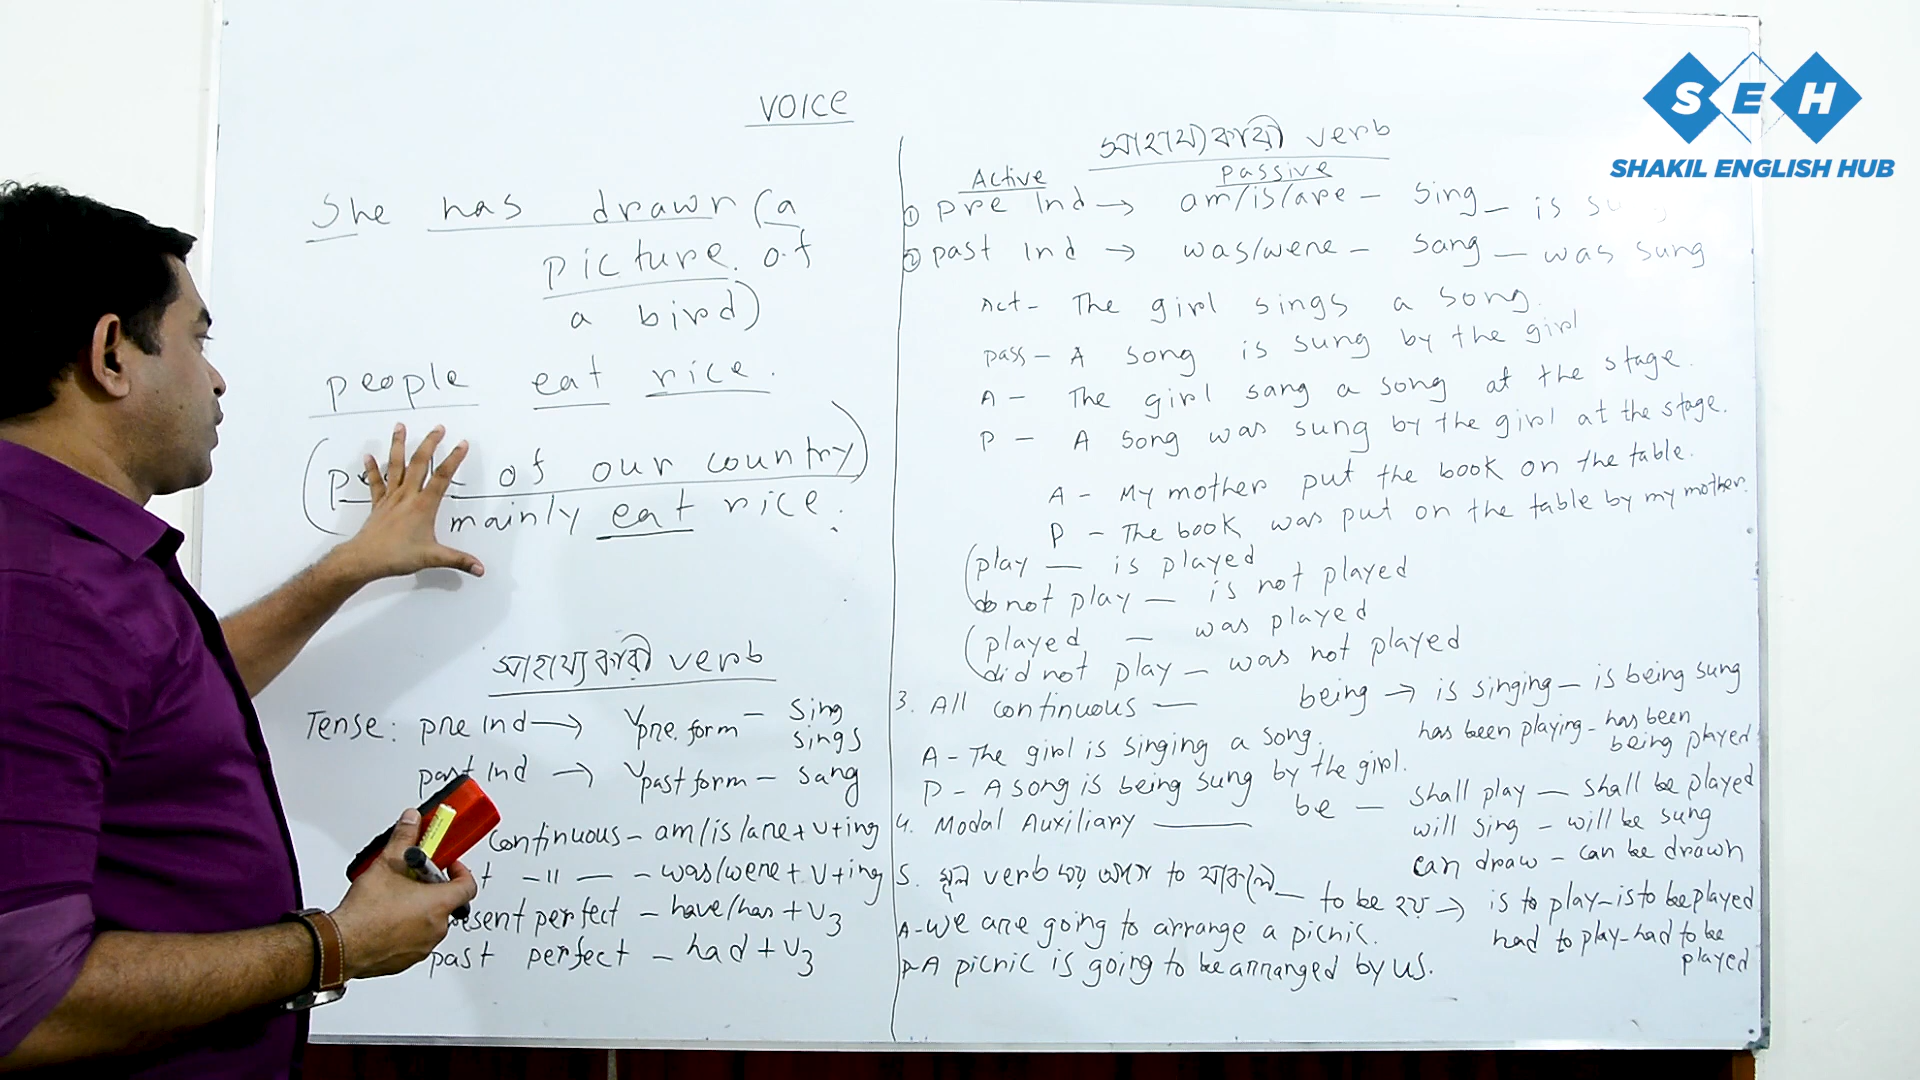 VOICE
She has drawn (a
picture of
a bird)
people eat rice.
of our country)
mainly eat rice.
সাহায্যকারী verb
Tense: pre Ind → V pre. form – sing
sings
past Ind → V past form – sang
continuous – am/is/are + v+ing
–〃– – was/were + v+ing
perfect – have/has + V3
past perfect – had + V3
সাহায্যকারী verb
Active passive
① pre Ind → am/is/are – sing – is
② past Ind → was/were – sang – was sung
Act – The girl sings a song.
pass – A song is sung by the girl
A – The girl sang a song at the stage.
P – A song was sung by the girl at the stage.
A – My mother put the book on the table.
P – The book was put on the table by my mother.
(play — is played
do not play — is not played
(played — was played
did not play – was not played
3. All continuous — being → is singing – is being sung
has been playing – has been
being played
A – The girl is singing a song.
P – A song is being sung by the girl.
4. Modal Auxiliary —— be — shall play – shall be played
will sing – will be sung
can draw – can be drawn
5. মূল verb এর আগে to থাকলে – to be হয় → is to play – is to be played
had to play – had to be
played
A – We are going to arrange a picnic.
P – A picnic is going to be arranged by us.
SEH
SHAKIL ENGLISH HUB